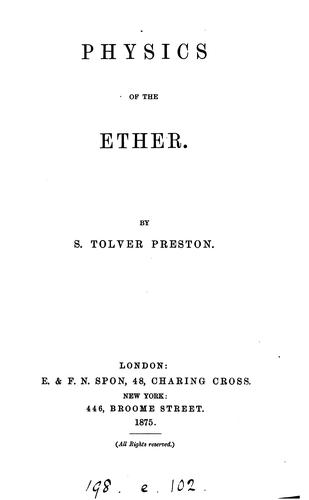 PHYSICS
OF THE
ETHER.
BY
S. TOLVER PRESTON.
LONDON:
E. & F. N. SPON, 48, CHARING CROSS.
NEW YORK:
446, BROOME STREET.
1875.
(All Rights reserved.)
198. e. 102.